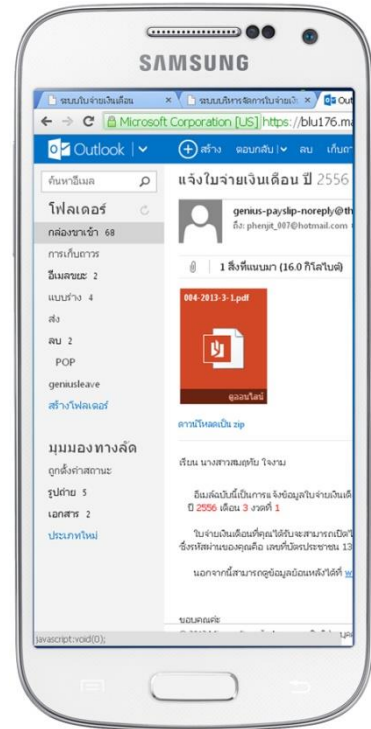 SAMSUNG
ระบบใบจ่ายเงินเดือน × ระบบบริหารจัดการใบจ่ายเงิ × Out
Microsoft Corporation [US] https://blu176.ma
Outlook สร้าง ตอบกลับ ลบ เก็บถา
ค้นหาอีเมล
แจ้งใบจ่ายเงินเดือน ปี 2556
โฟลเดอร์
genius-payslip-noreply@th
ถึง: phenjit_007@hotmail.com
กล่องขาเข้า 68
การเก็บถาวร
อีเมลขยะ 2
แบบร่าง 4
ส่ง
ลบ 2
POP
geniusleave
สร้างโฟลเดอร์
1 สิ่งที่แนบมา (16.0 กิโลไบต์)
004-2013-3-1.pdf
ดูออนไลน์
ดาวน์โหลดเป็น zip
มุมมองทางลัด
ถูกตั้งค่าสถานะ
รูปถ่าย 5
เอกสาร 2
ประเภทใหม่
เรียน นางสาวสมฤทัย ใจงาม
อีเมล์ฉบับนี้เป็นการแจ้งข้อมูลใบจ่ายเงินเดื
ปี 2556 เดือน 3 งวดที่ 1
ใบจ่ายเงินเดือนที่คุณได้รับจะสามารถเปิดไ
ซึ่งรหัสผ่านของคุณคือ เลขที่บัตรประชาชน 13
นอกจากนี้สามารถดูข้อมูลย้อนหลังได้ที่ w
ขอบคุณค่ะ
javascript:void(0);